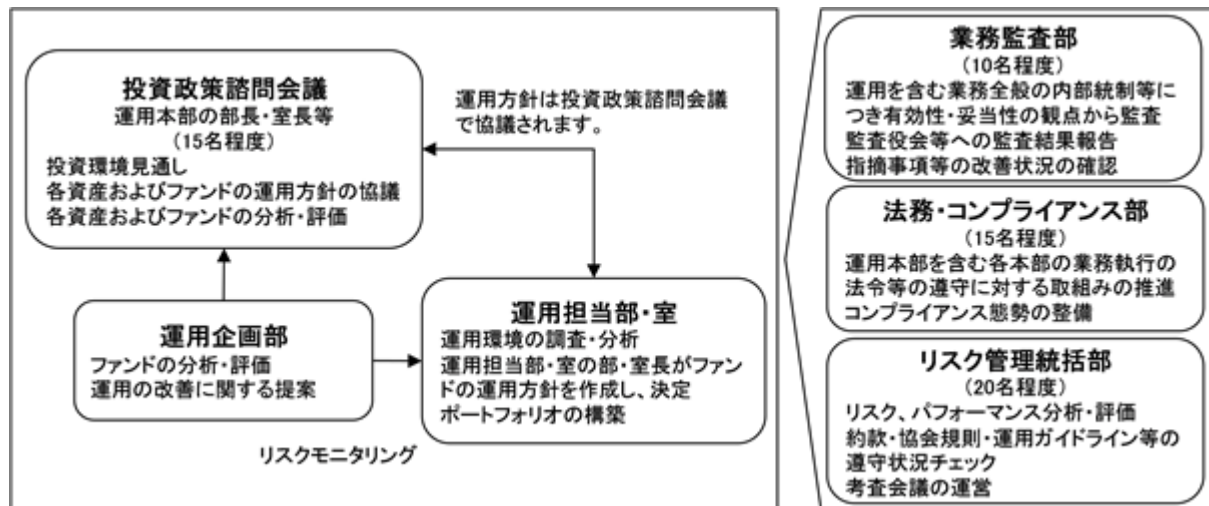 投資政策諮問会議
運用本部の部長・室長等
(15名程度)
投資環境見通し
各資産およびファンドの運用方針の協議
各資産およびファンドの分析・評価
運用方針は投資政策諮問会議
で協議されます。
運用企画部
ファンドの分析・評価
運用の改善に関する提案
運用担当部・室
運用環境の調査・分析
運用担当部・室の部・室長がファン
ドの運用方針を作成し、決定
ポートフォリオの構築
リスクモニタリング
業務監査部
(10名程度)
運用を含む業務全般の内部統制等に
つき有効性・妥当性の観点から監査
監査役会等への監査結果報告
指摘事項等の改善状況の確認
法務・コンプライアンス部
(15名程度)
運用本部を含む各本部の業務執行の
法令等の遵守に対する取組みの推進
コンプライアンス態勢の整備
リスク管理統括部
(20名程度)
リスク、パフォーマンス分析・評価
約款・協会規則・運用ガイドライン等の
遵守状況チェック
考査会議の運営